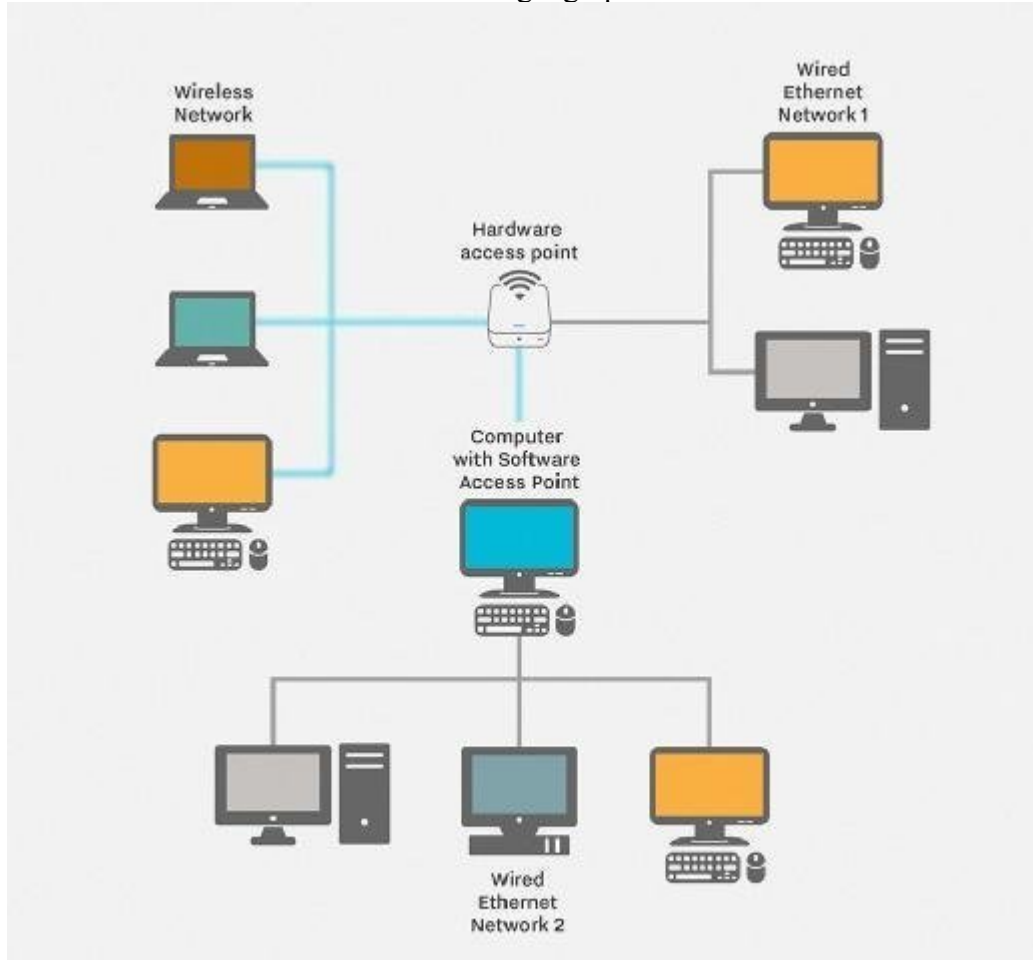 Wireless
Network
Wired
Ethernet
Network 1
Hardware
access point
Computer
with Software
Access Point
Wired
Ethernet
Network 2